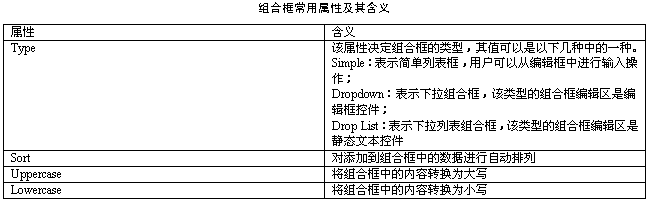 组合框常用属性及其含义
属性 含义
Type 该属性决定组合框的类型，其值可以是以下几种中的一种。
Simple：表示简单列表框，用户可以从编辑框中进行输入操
作；
Dropdown：表示下拉组合框，该类型的组合框编辑区是编
辑框控件；
Drop List：表示下拉列表组合框，该类型的组合框编辑区是
静态文本控件
Sort 对添加到组合框中的数据进行自动排列
Uppercase 将组合框中的内容转换为大写
Lowercase 将组合框中的内容转换为小写